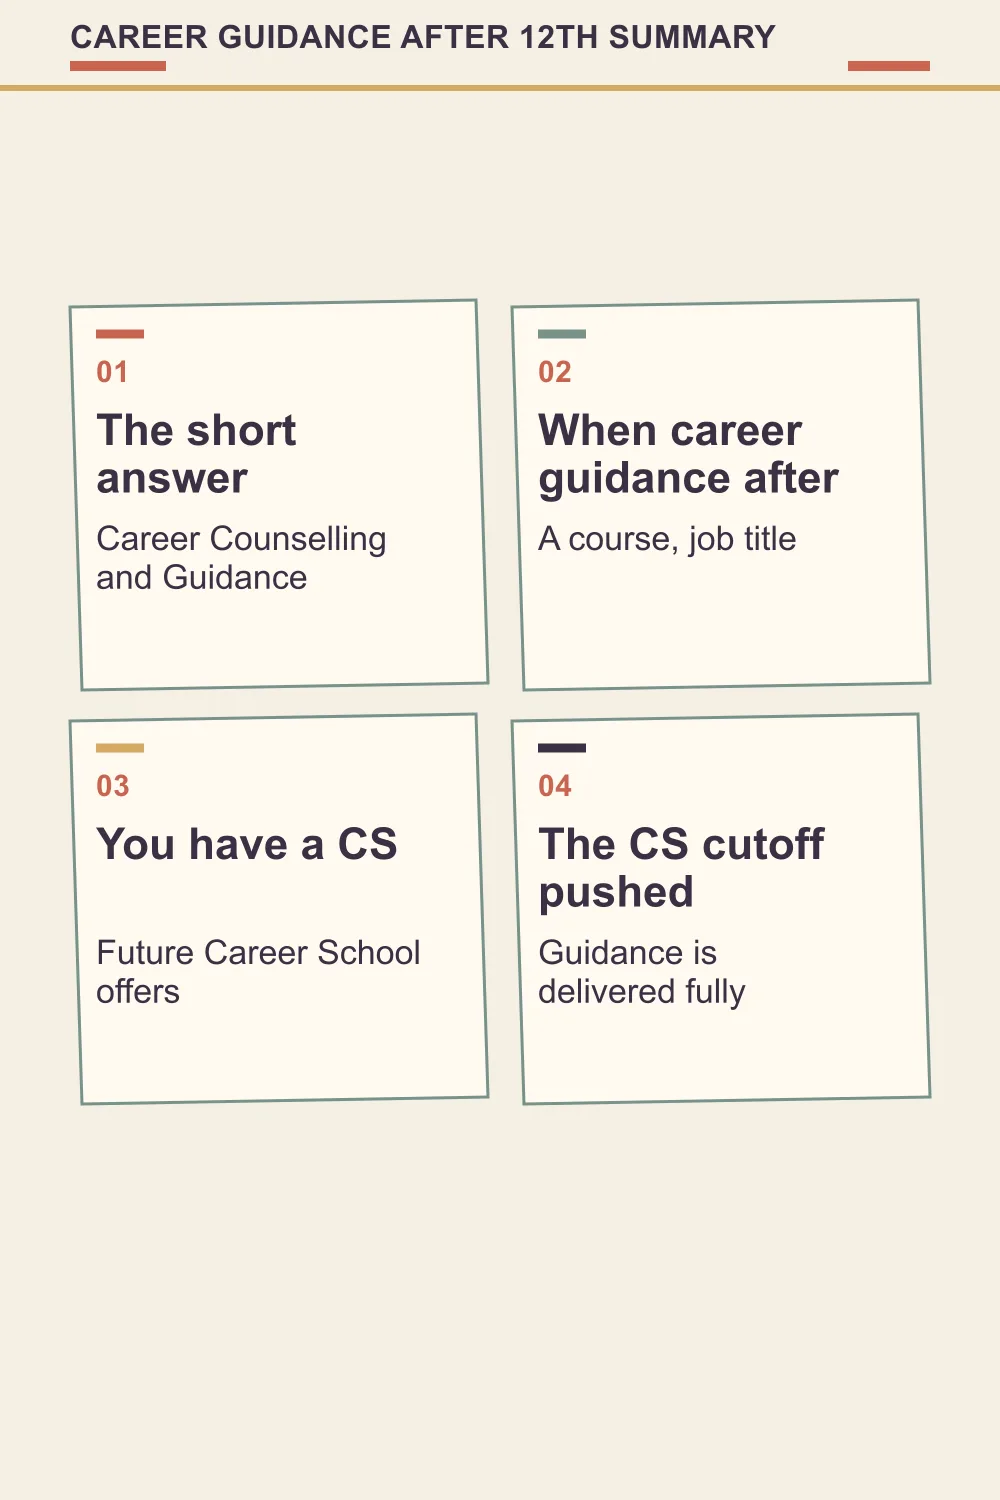 CAREER GUIDANCE AFTER 12TH SUMMARY
01
The short
answer
Career Counselling
and Guidance
02
When career
guidance after
A course, job title
03
You have a CS
Future Career School
offers
04
The CS cutoff
pushed
Guidance is
delivered fully